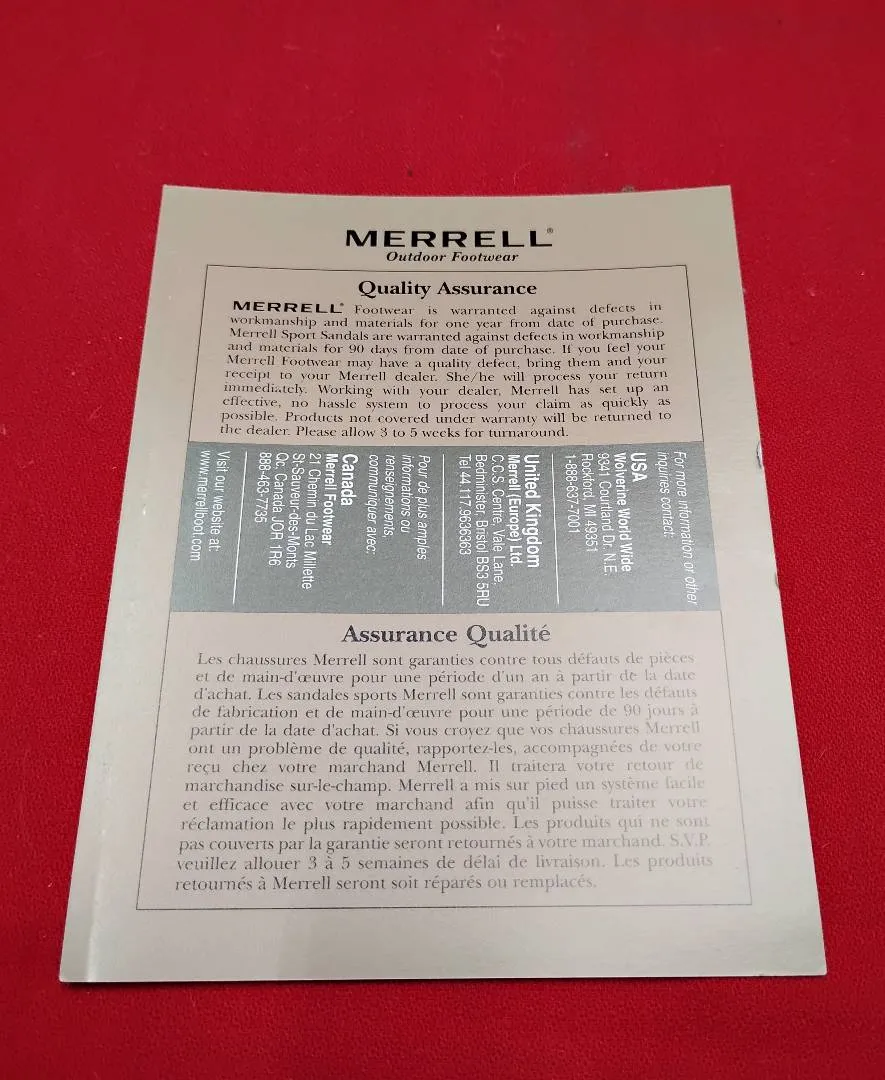 MERRELL®
Outdoor Footwear
Quality Assurance
MERRELL® Footwear is warranted against defects in
workmanship and materials for one year from date of purchase.
Merrell Sport Sandals are warranted against defects in workmanship
and materials for 90 days from date of purchase. If you feel your
Merrell Footwear may have a quality defect, bring them and your
receipt to your Merrell dealer. She/he will process your return
immediately. Working with your dealer, Merrell has set up an
effective, no hassle system to process your claim as quickly as
possible. Products not covered under warranty will be returned to
the dealer. Please allow 3 to 5 weeks for turnaround.
For more information or other
inquiries contact:
USA
Wolverine World Wide
9341 Courtland Dr. N.E.
Rockford, MI 49351
1-888-637-7001
United Kingdom
Merrell (Europe) Ltd.
C.C.S. Centre, Vale Lane,
Bedminister, Bristol BS3 5RU
Tel 44.117.9636363
Pour de plus amples
informations ou
renseignements,
communiquer avec:
Canada
Merrell Footwear
21 Chemin du Lac Millette
St-Sauveur-des-Monts
Qc, Canada JOR 1R6
888-463-7735
Visit our website at:
www.merrellboot.com
Assurance Qualité
Les chaussures Merrell sont garanties contre tous défauts de pièces
et de main-d'œuvre pour une période d'un an à partir de la date
d'achat. Les sandales sports Merrell sont garanties contre les défauts
de fabrication et de main-d'œuvre pour une période de 90 jours à
partir de la date d'achat. Si vous croyez que vos chaussures Merrell
ont un problème de qualité, rapportez-les, accompagnées de votre
reçu chez votre marchand Merrell. Il traitera votre retour de
marchandise sur-le-champ. Merrell a mis sur pied un système facile
et efficace avec votre marchand afin qu'il puisse traiter votre
réclamation le plus rapidement possible. Les produits qui ne sont
pas couverts par la garantie seront retournés à votre marchand. S.V.P.
veuillez allouer 3 à 5 semaines de délai de livraison. Les produits
retournés à Merrell seront soit réparés ou remplacés.